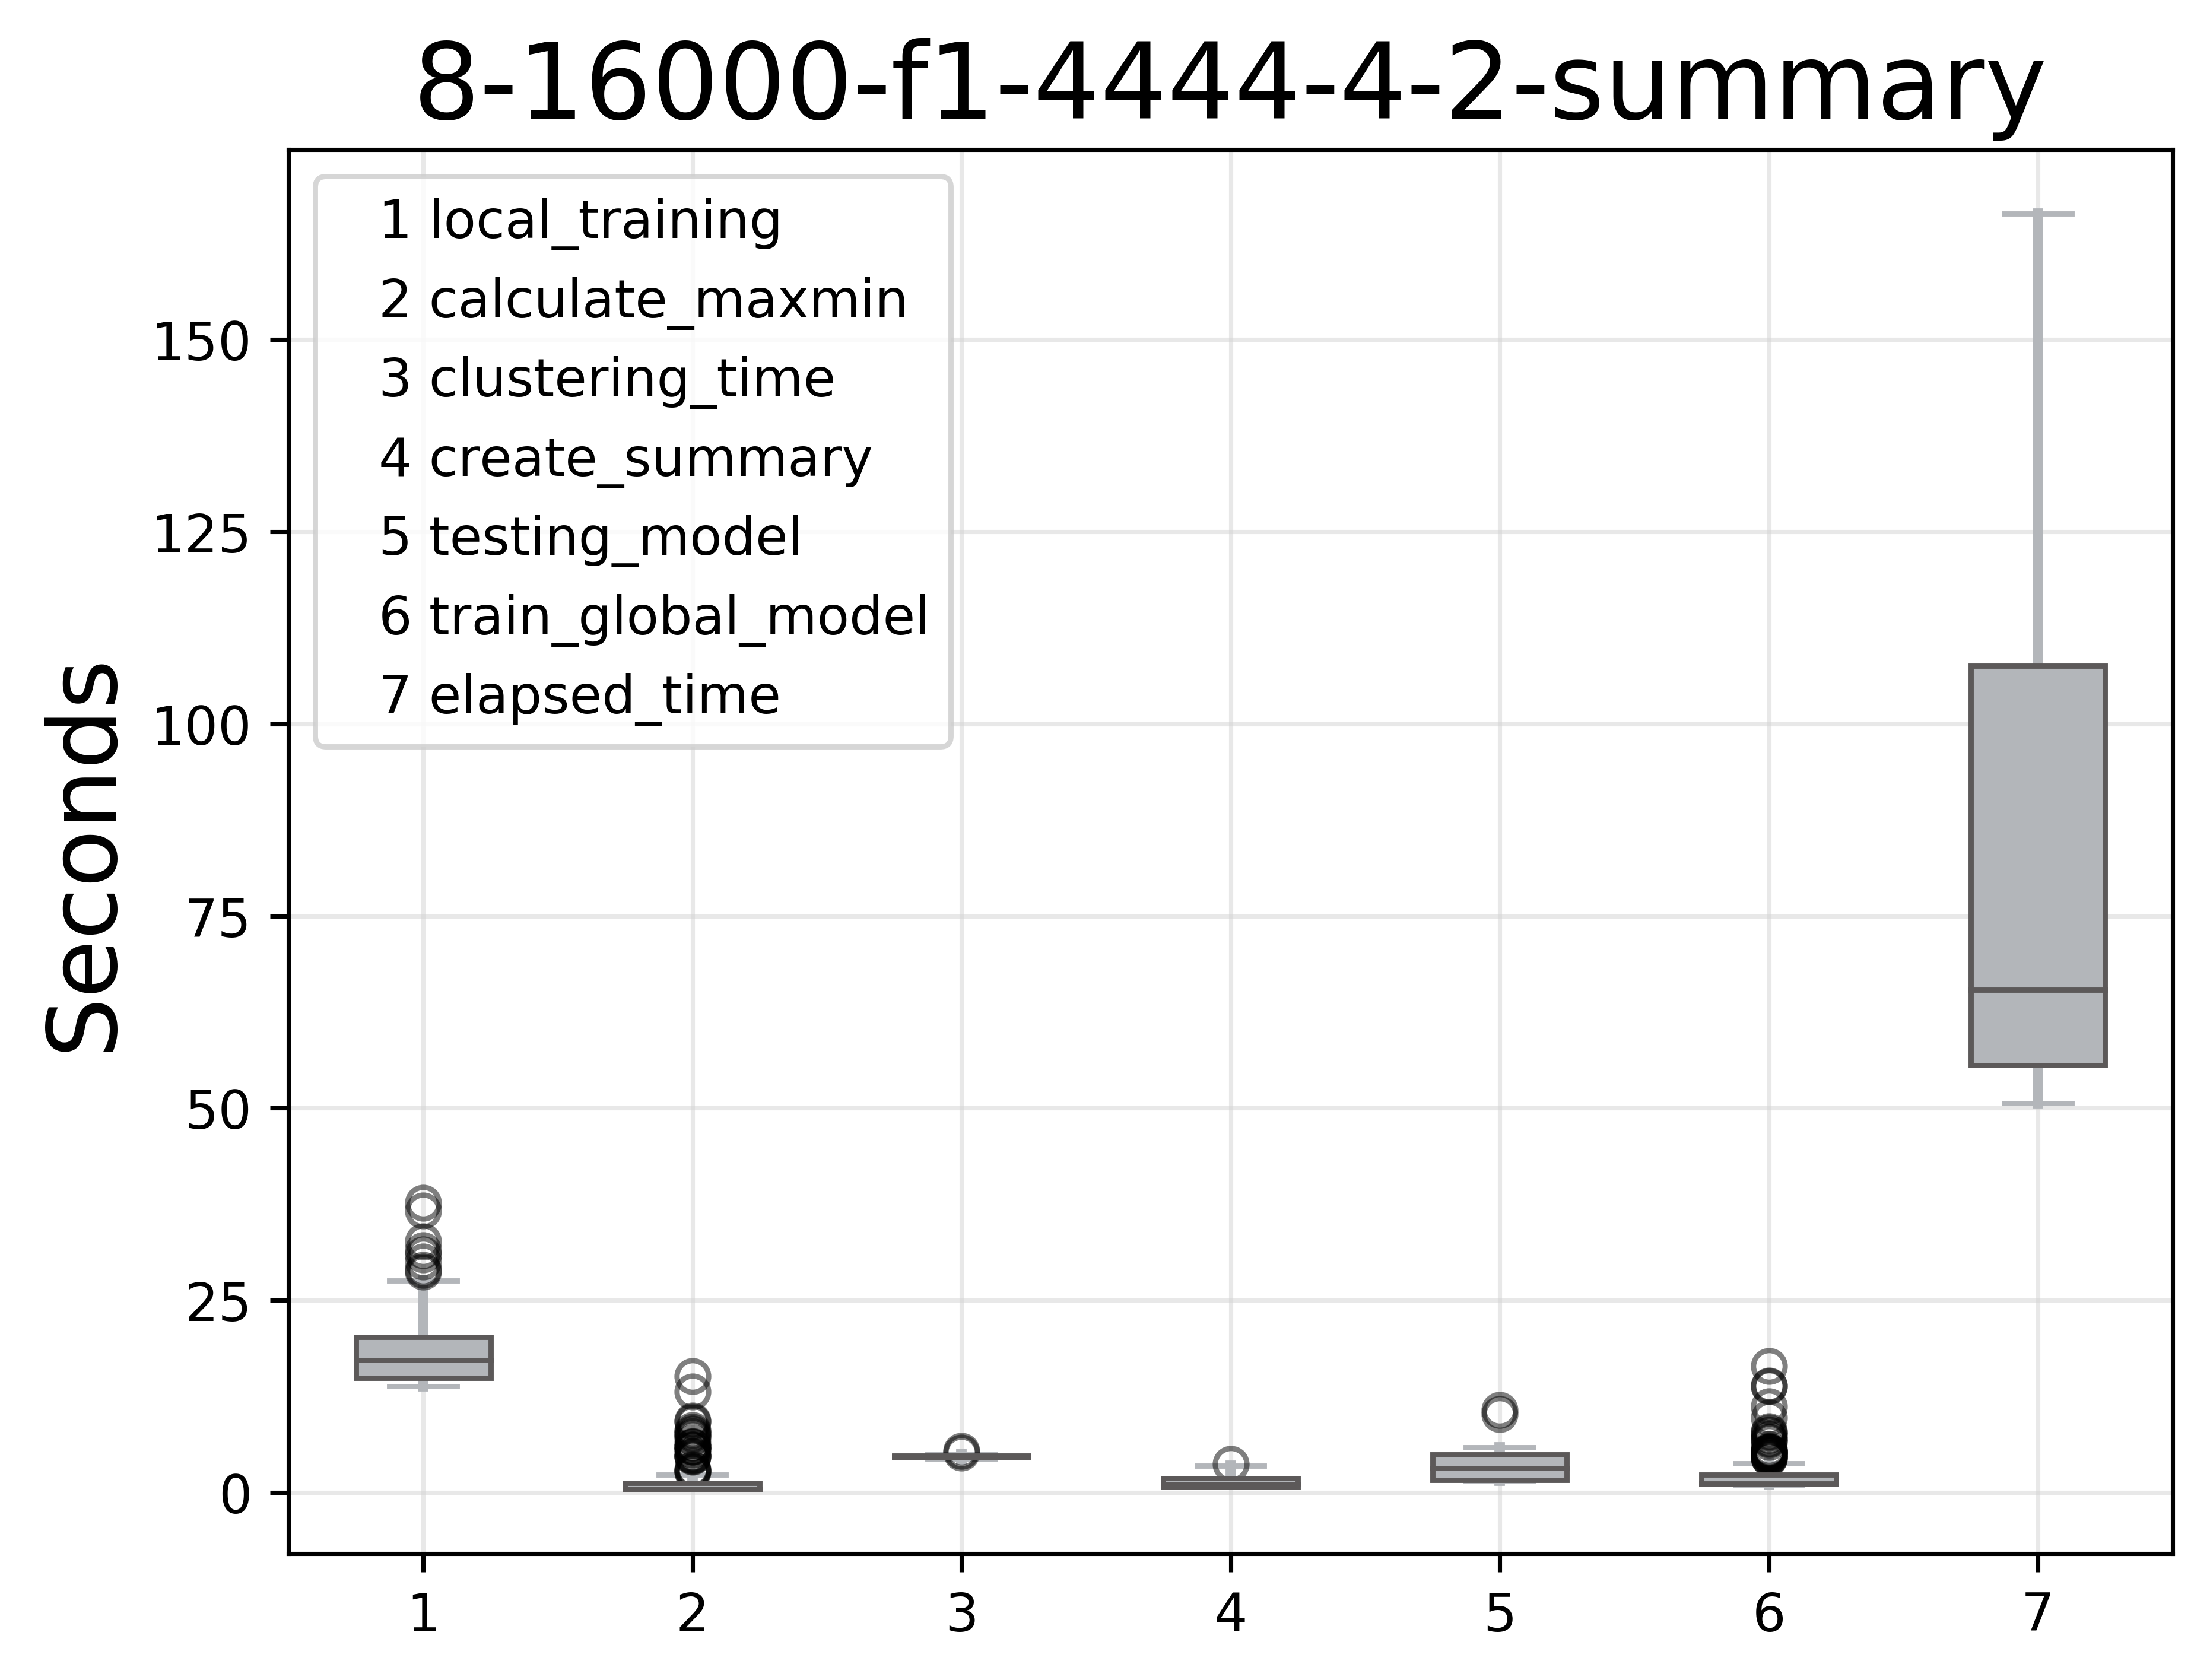 8-16000-f1-4444-4-2-summary
1 local_training
2 calculate_maxmin
3 clustering_time
4 create_summary
5 testing_model
6 train_global_model
7 elapsed_time
Seconds
150
125
100
75
50
25
0
1 2 3 4 5 6 7